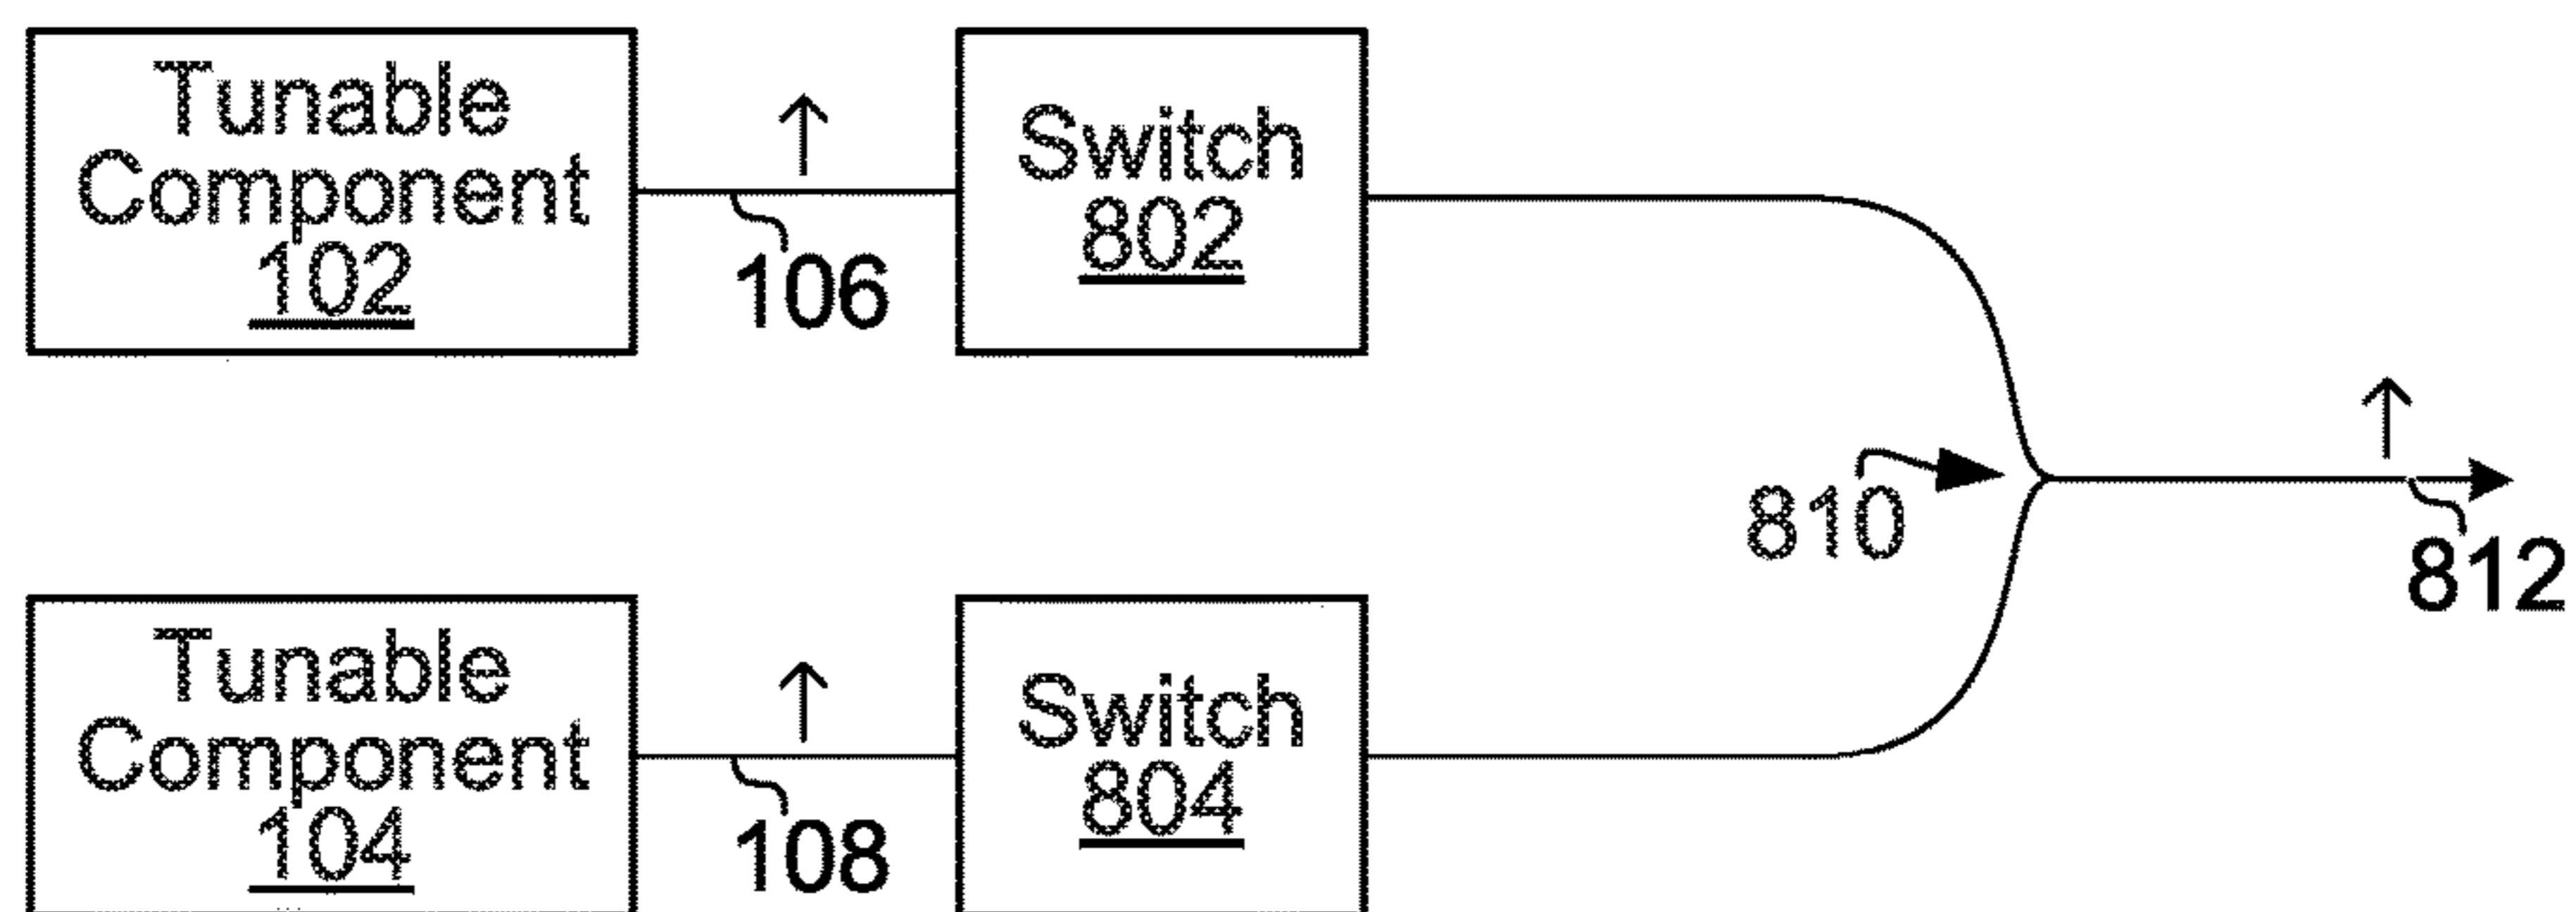 Tunable
Component
102
106
Switch
802
810
812
Tunable
Component
104
108
Switch
804